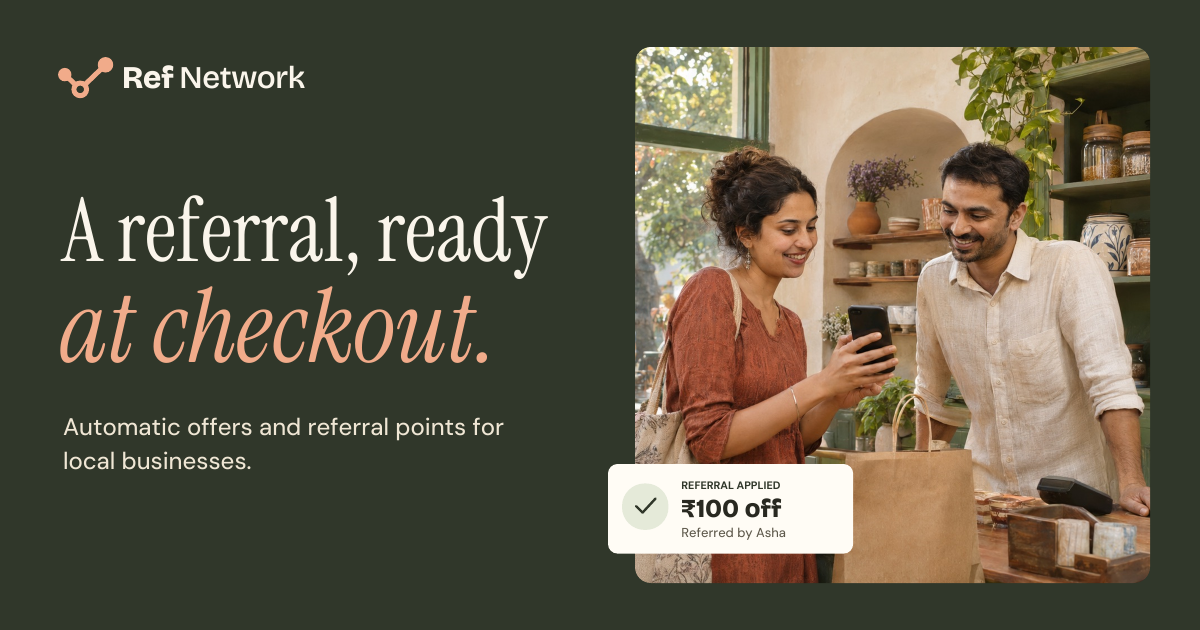 Ref Network
A referral, ready
at checkout.
Automatic offers and referral points for
local businesses.
REFERRAL APPLIED
₹100 off
Referred by Asha